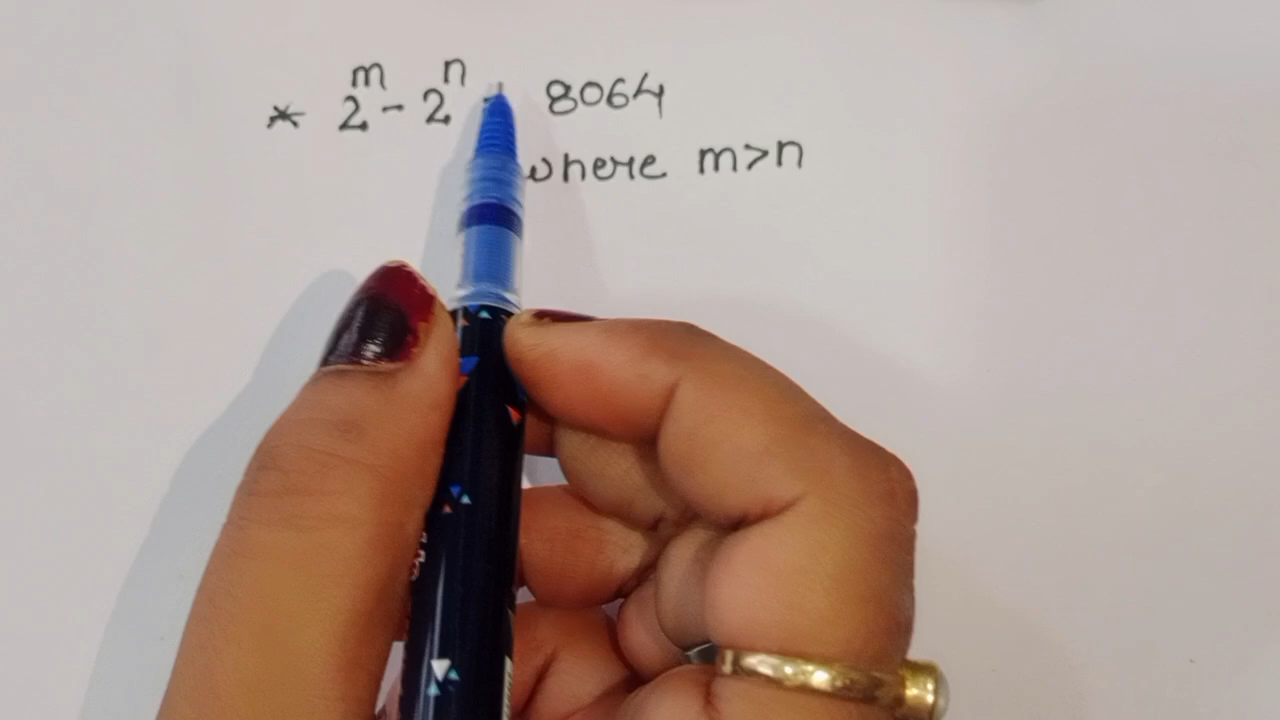 * 2^m - 2^n = 8064
where m>n